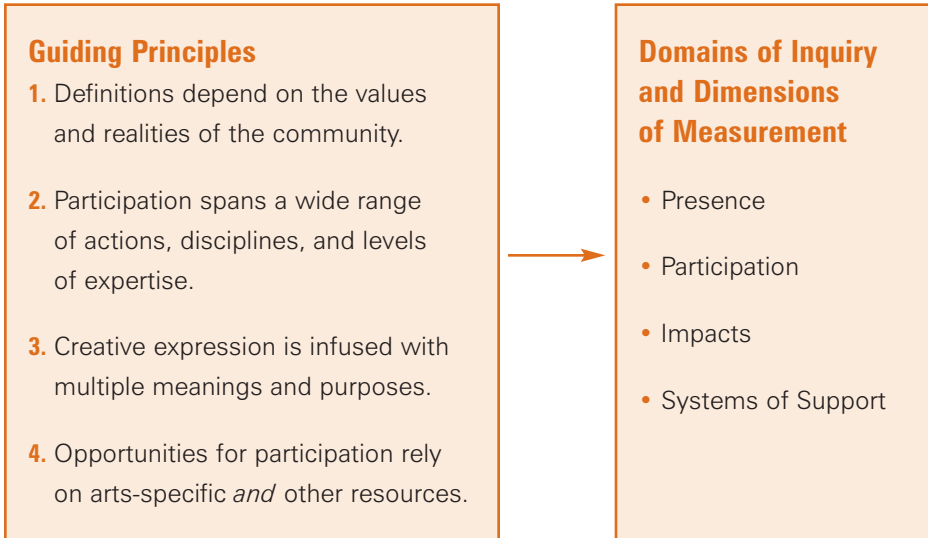 Guiding Principles
1. Definitions depend on the values
and realities of the community.
2. Participation spans a wide range
of actions, disciplines, and levels
of expertise.
3. Creative expression is infused with
multiple meanings and purposes.
4. Opportunities for participation rely
on arts-specific and other resources.
Domains of Inquiry
and Dimensions
of Measurement
• Presence
• Participation
• Impacts
• Systems of Support